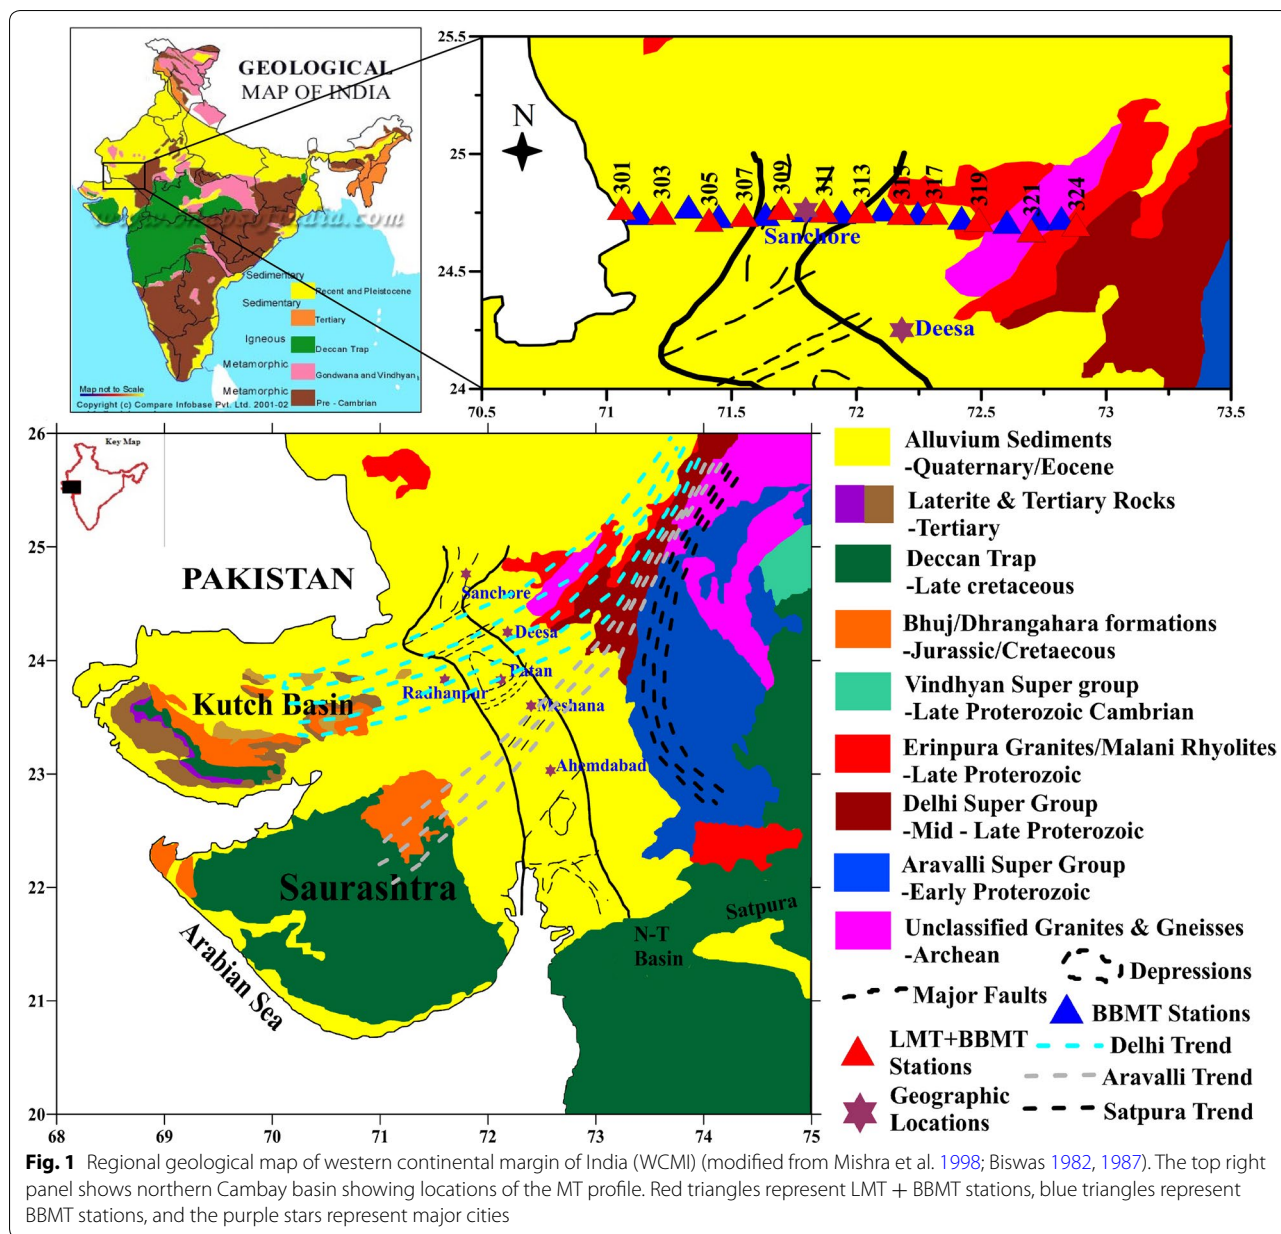 GEOLOGICAL
MAP OF INDIA
Sedimentary
Recent and Pleistocene
Sedimentary
Tertiary
Igneous
Deccan Trap
Metamorphic
Gondwana and Vindhyan
Metamorphic
Pre - Cambrian
Map not to Scale
Copyright (c) Compare Infobase Pvt. Ltd. 2001-02
25.5
25
24.5
24
N
301
303
305
307
309
311
313
315
317
319
321
324
Sanchore
Deesa
70.5 71 71.5 72 72.5 73 73.5
26
25
24
23
22
21
20
Key Map
PAKISTAN
Sanchore
Deesa
Patan
Radhanpur
Meshana
Kutch Basin
Ahemdabad
Saurashtra
Satpura
N-T
Basin
Arabian Sea
68 69 70 71 72 73 74 75
Alluvium Sediments
-Quaternary/Eocene
Laterite & Tertiary Rocks
-Tertiary
Deccan Trap
-Late cretaceous
Bhuj/Dhrangahara formations
-Jurassic/Cretaecous
Vindhyan Super group
-Late Proterozoic Cambrian
Erinpura Granites/Malani Rhyolites
-Late Proterozoic
Delhi Super Group
-Mid - Late Proterozoic
Aravalli Super Group
-Early Proterozoic
Unclassified Granites & Gneisses
-Archean
Depressions
Major Faults
BBMT Stations
LMT+BBMT
Stations
Delhi Trend
Aravalli Trend
Geographic
Locations
Satpura Trend
Fig. 1 Regional geological map of western continental margin of India (WCMI) (modified from Mishra et al. 1998; Biswas 1982, 1987). The top right
panel shows northern Cambay basin showing locations of the MT profile. Red triangles represent LMT + BBMT stations, blue triangles represent
BBMT stations, and the purple stars represent major cities